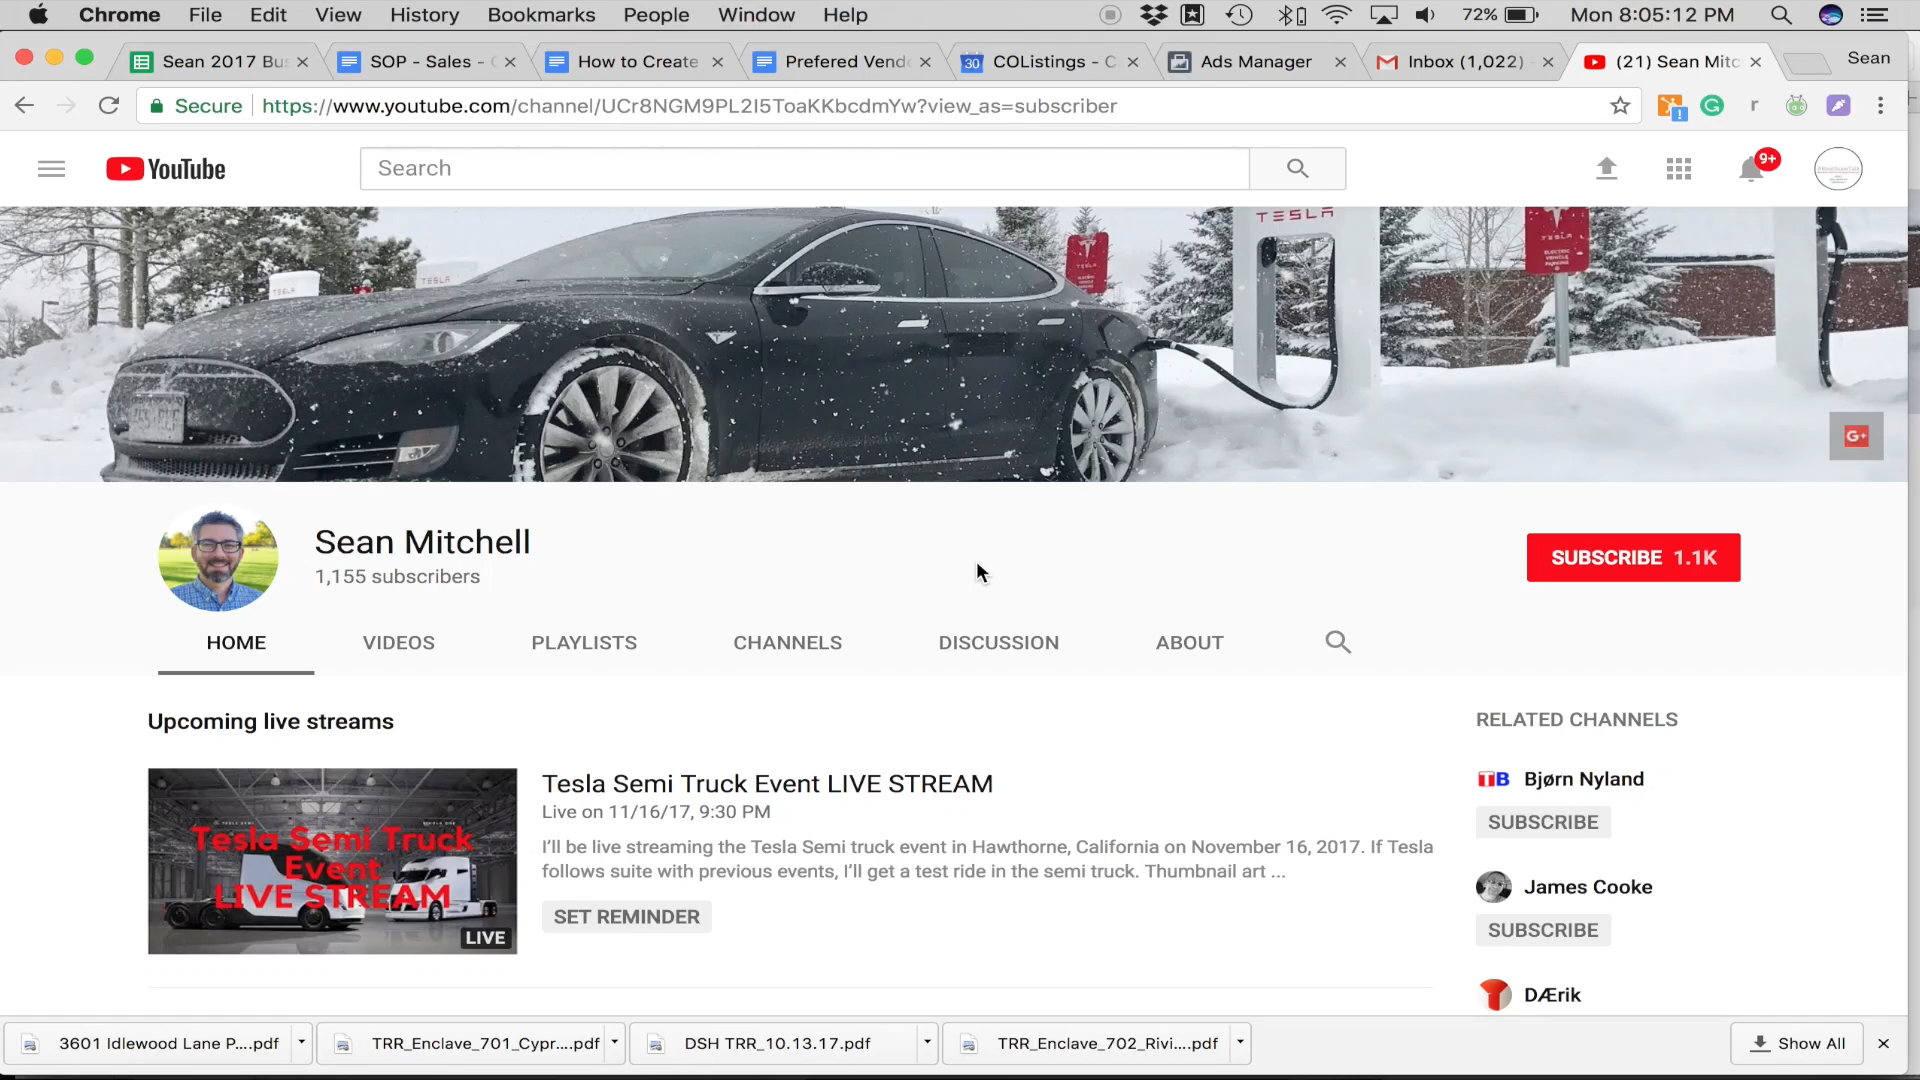 Chrome File Edit View History Bookmarks People Window Help 72% Mon 8:05:12 PM
Sean 2017 Bu SOP - Sales - How to Create Prefered Vend 30 COListings - C Ads Manager Inbox (1,022) - (21) Sean Mitc Sean
Secure https://www.youtube.com/channel/UCr8NGM9PL2I5ToaKKbcdmYw?view_as=subscriber
YouTube Search 9+
TESLA
TESLA
TESLA
G+
Sean Mitchell
1,155 subscribers
SUBSCRIBE 1.1K
HOME VIDEOS PLAYLISTS CHANNELS DISCUSSION ABOUT
Upcoming live streams
Tesla Semi Truck
Event
LIVE STREAM
LIVE
Tesla Semi Truck Event LIVE STREAM
Live on 11/16/17, 9:30 PM
I'll be live streaming the Tesla Semi truck event in Hawthorne, California on November 16, 2017. If Tesla
follows suite with previous events, I'll get a test ride in the semi truck. Thumbnail art ...
SET REMINDER
RELATED CHANNELS
TB Bjørn Nyland
SUBSCRIBE
James Cooke
SUBSCRIBE
DÆrik
3601 Idlewood Lane P....pdf TRR_Enclave_701_Cypr....pdf DSH TRR_10.13.17.pdf TRR_Enclave_702_Rivi....pdf Show All